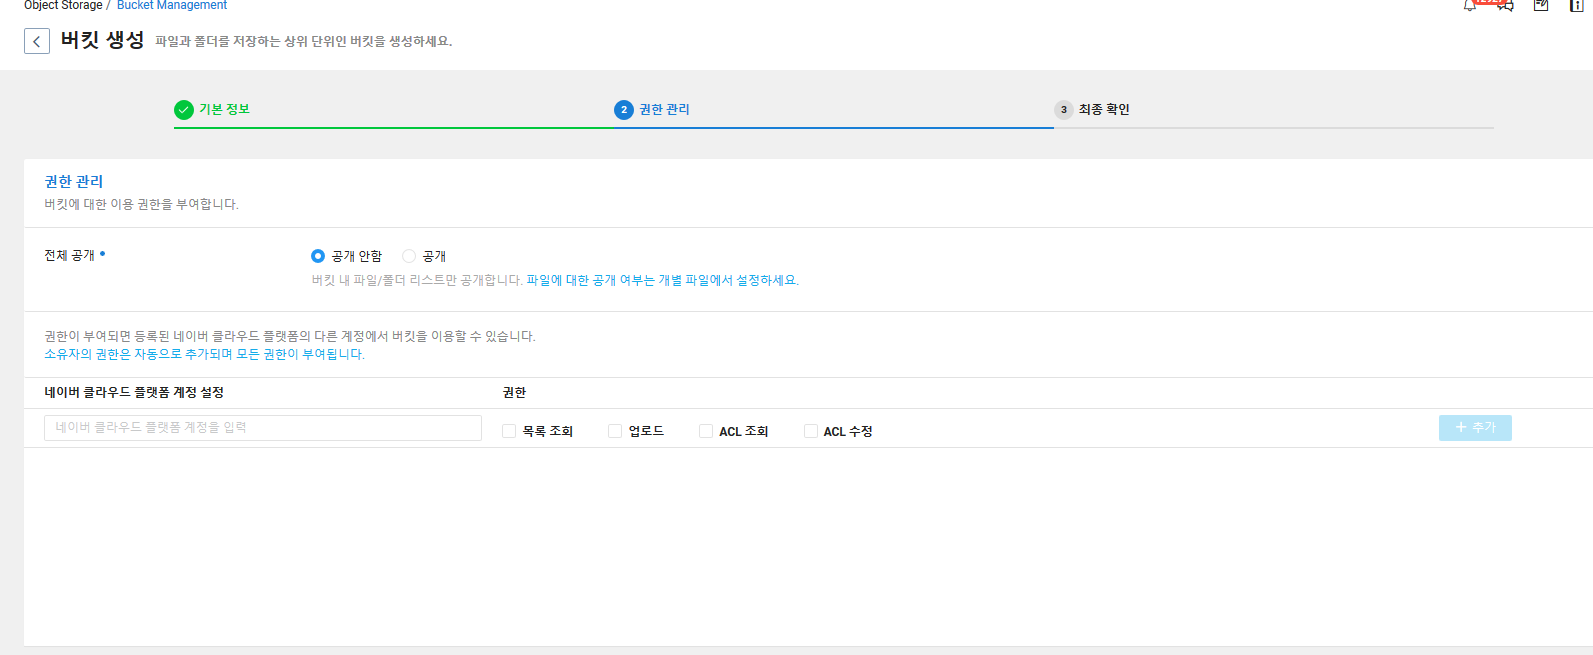 Object Storage / Bucket Management
버킷 생성 파일과 폴더를 저장하는 상위 단위인 버킷을 생성하세요.
기본 정보
2 권한 관리
3 최종 확인
권한 관리
버킷에 대한 이용 권한을 부여합니다.
전체 공개
공개 안함 공개
버킷 내 파일/폴더 리스트만 공개합니다. 파일에 대한 공개 여부는 개별 파일에서 설정하세요.
권한이 부여되면 등록된 네이버 클라우드 플랫폼의 다른 계정에서 버킷을 이용할 수 있습니다.
소유자의 권한은 자동으로 추가되며 모든 권한이 부여됩니다.
네이버 클라우드 플랫폼 계정 설정 권한
네이버 클라우드 플랫폼 계정을 입력 목록 조회 업로드 ACL 조회 ACL 수정 + 추가